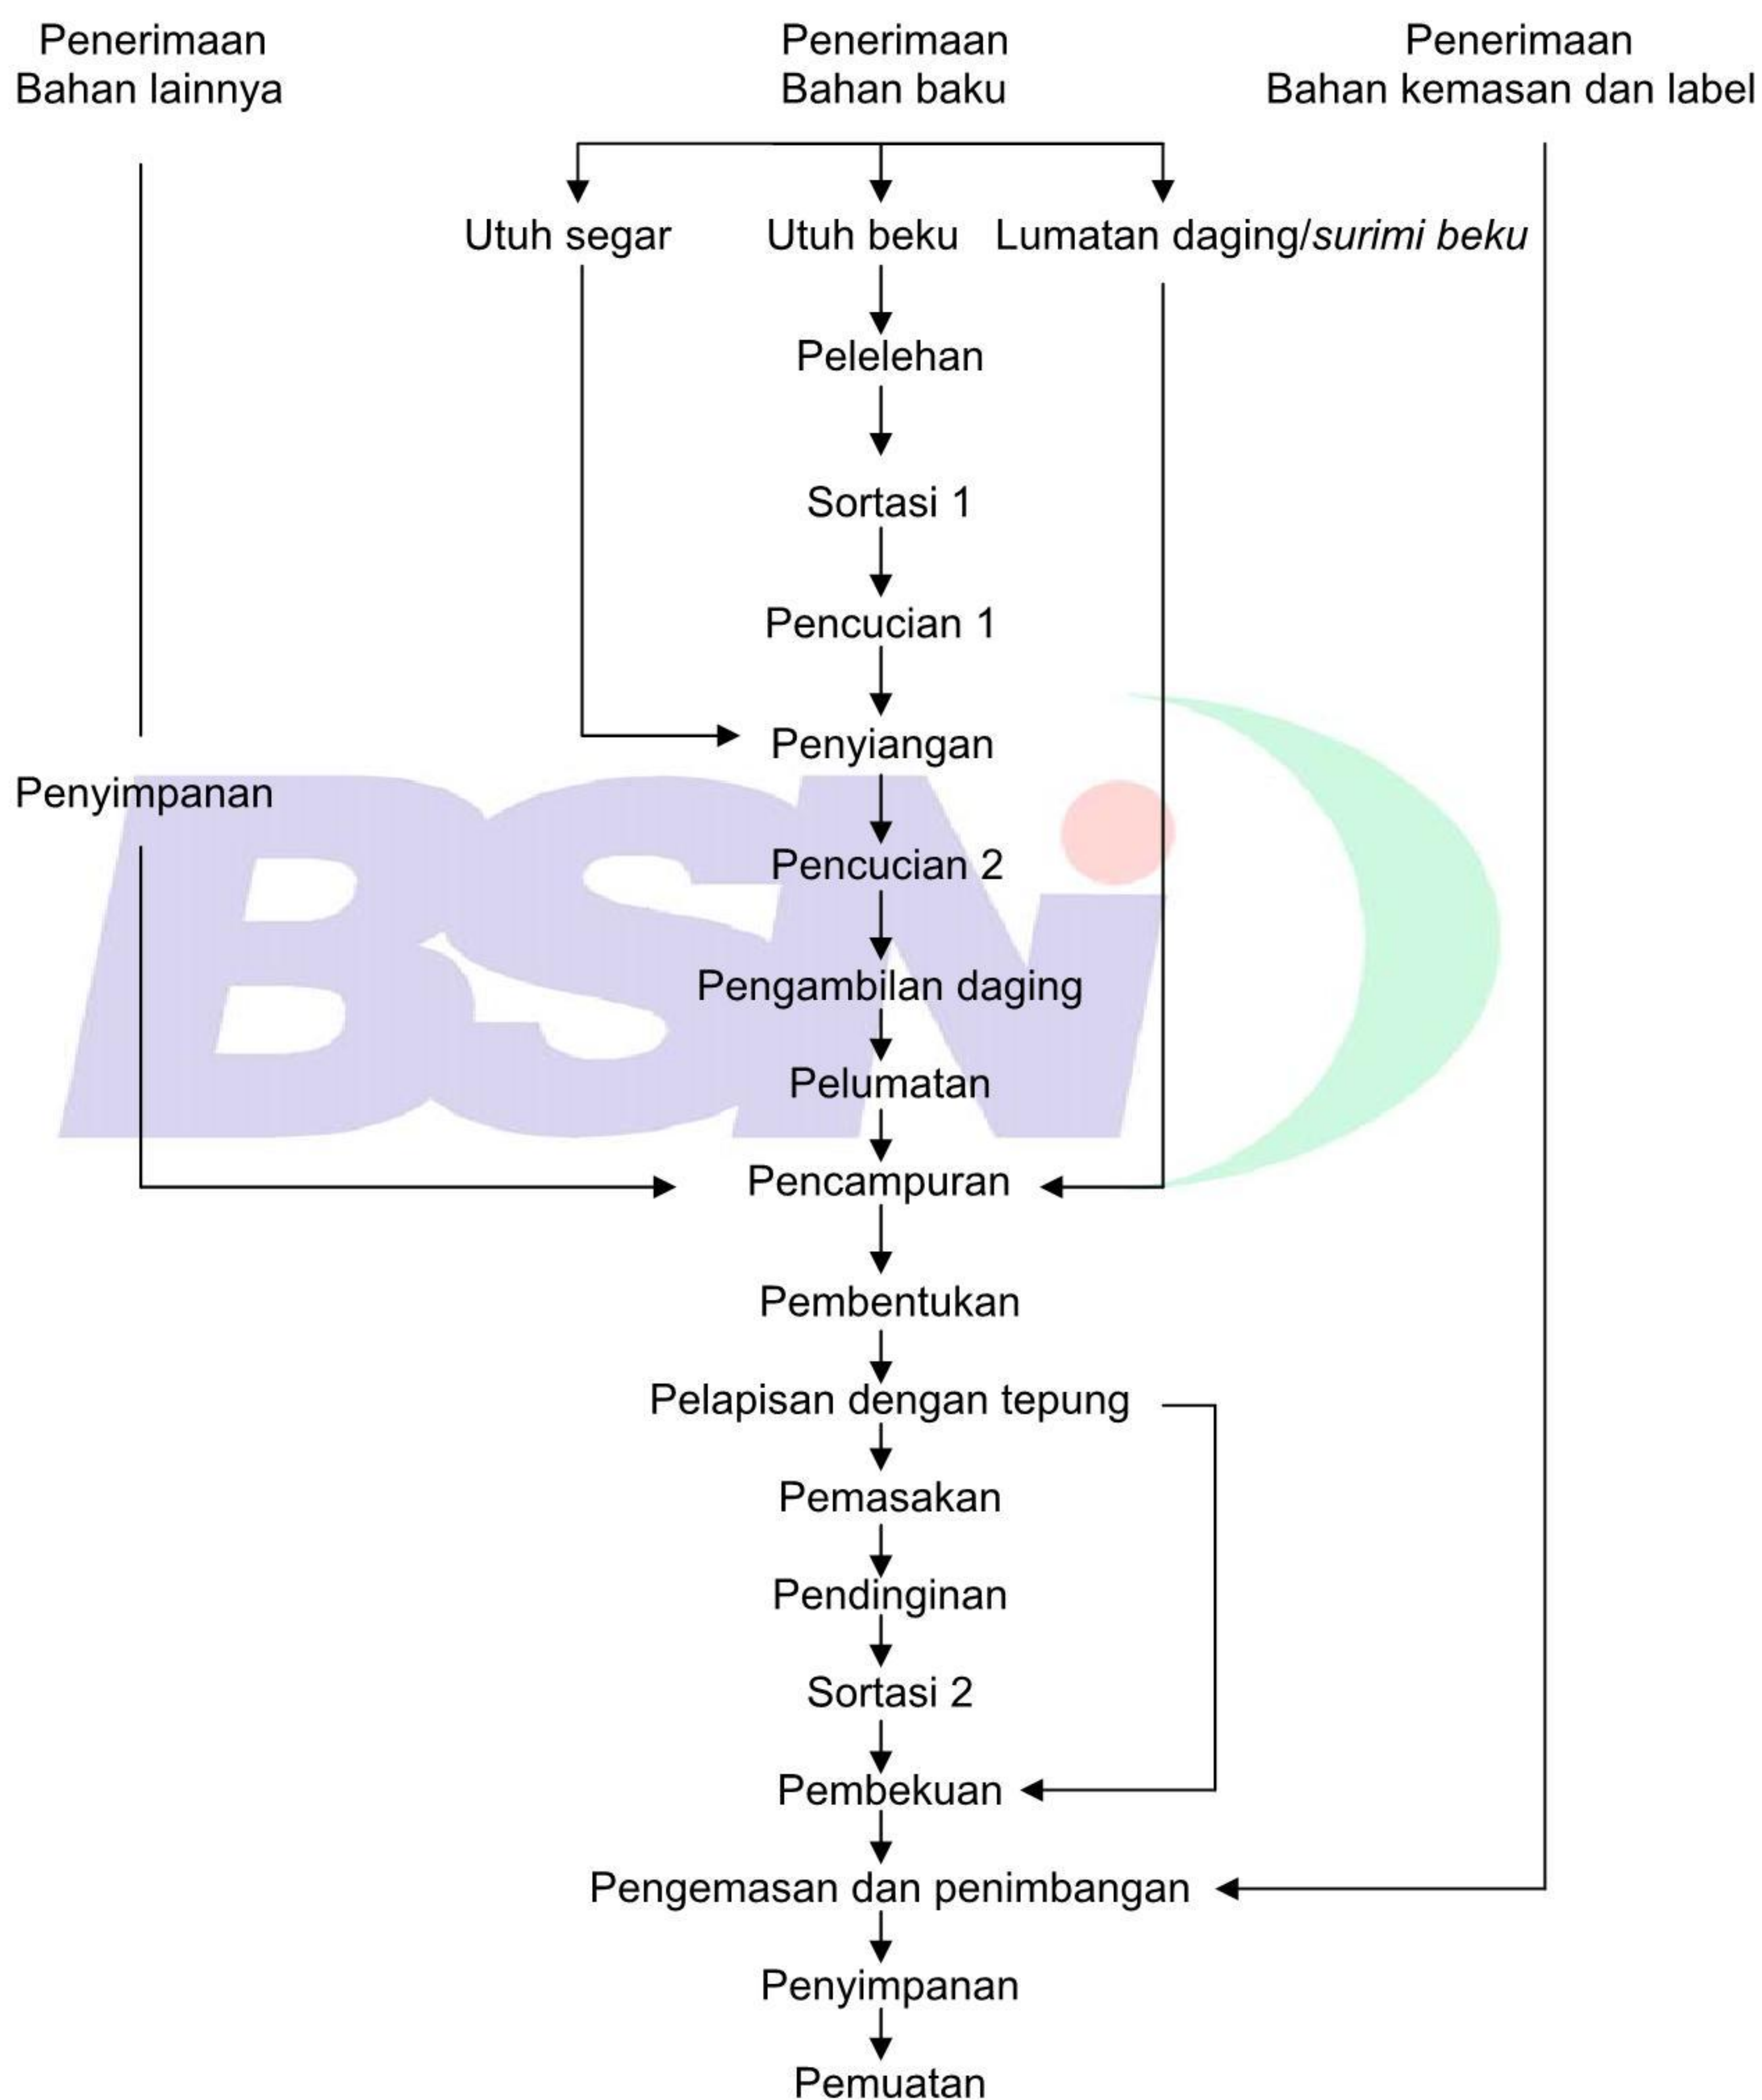 Penerimaan
Bahan lainnya
Penerimaan
Bahan baku
Penerimaan
Bahan kemasan dan label
Utuh segar
Utuh beku
Lumatan daging/surimi beku
Pelelehan
Sortasi 1
Pencucian 1
Penyiangan
Penyimpanan
Pencucian 2
Pengambilan daging
Pelumatan
Pencampuran
Pembentukan
Pelapisan dengan tepung
Pemasakan
Pendinginan
Sortasi 2
Pembekuan
Pengemasan dan penimbangan
Penyimpanan
Pemuatan
BSNi